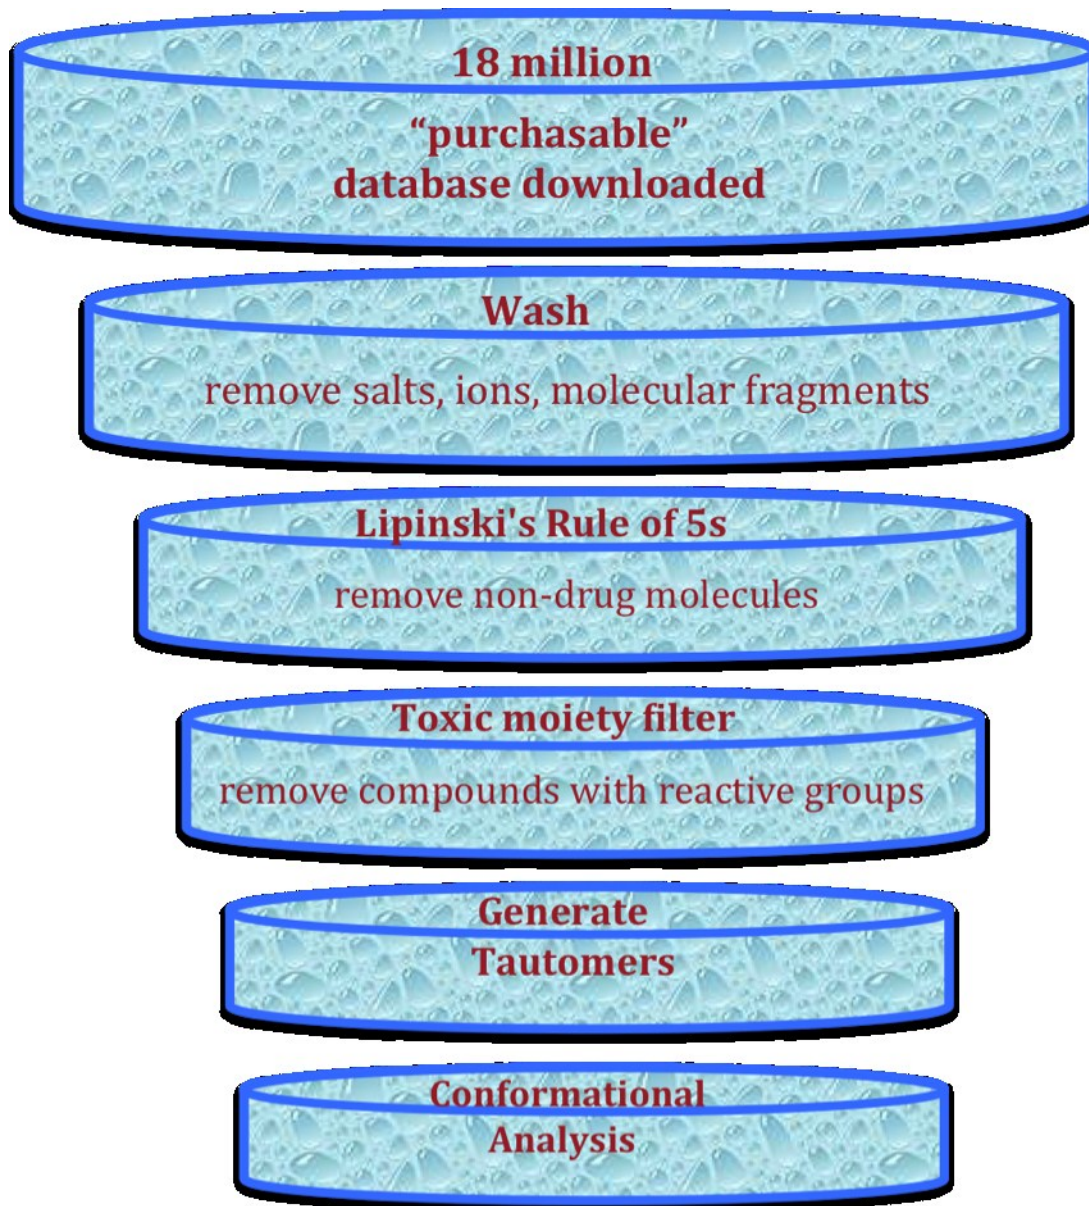 18 million
“purchasable”
database downloaded
Wash
remove salts, ions, molecular fragments
Lipinski's Rule of 5s
remove non-drug molecules
Toxic moiety filter
remove compounds with reactive groups
Generate
Tautomers
Conformational
Analysis